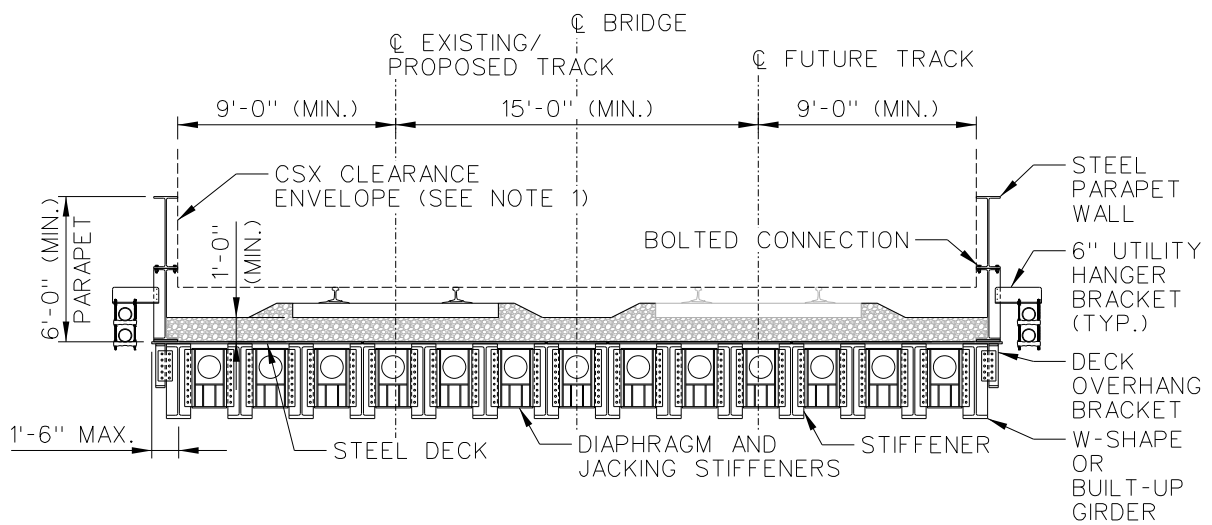 ℄ BRIDGE
℄ EXISTING/
PROPOSED TRACK
℄ FUTURE TRACK
9'-0" (MIN.)
15'-0" (MIN.)
9'-0" (MIN.)
CSX CLEARANCE
ENVELOPE (SEE NOTE 1)
STEEL
PARAPET
WALL
6'-0" (MIN.)
PARAPET
1'-0"
(MIN.)
BOLTED CONNECTION
6" UTILITY
HANGER
BRACKET
(TYP.)
DECK
OVERHANG
BRACKET
1'-6" MAX.
STEEL DECK
DIAPHRAGM AND
JACKING STIFFENERS
STIFFENER
W-SHAPE
OR
BUILT-UP
GIRDER